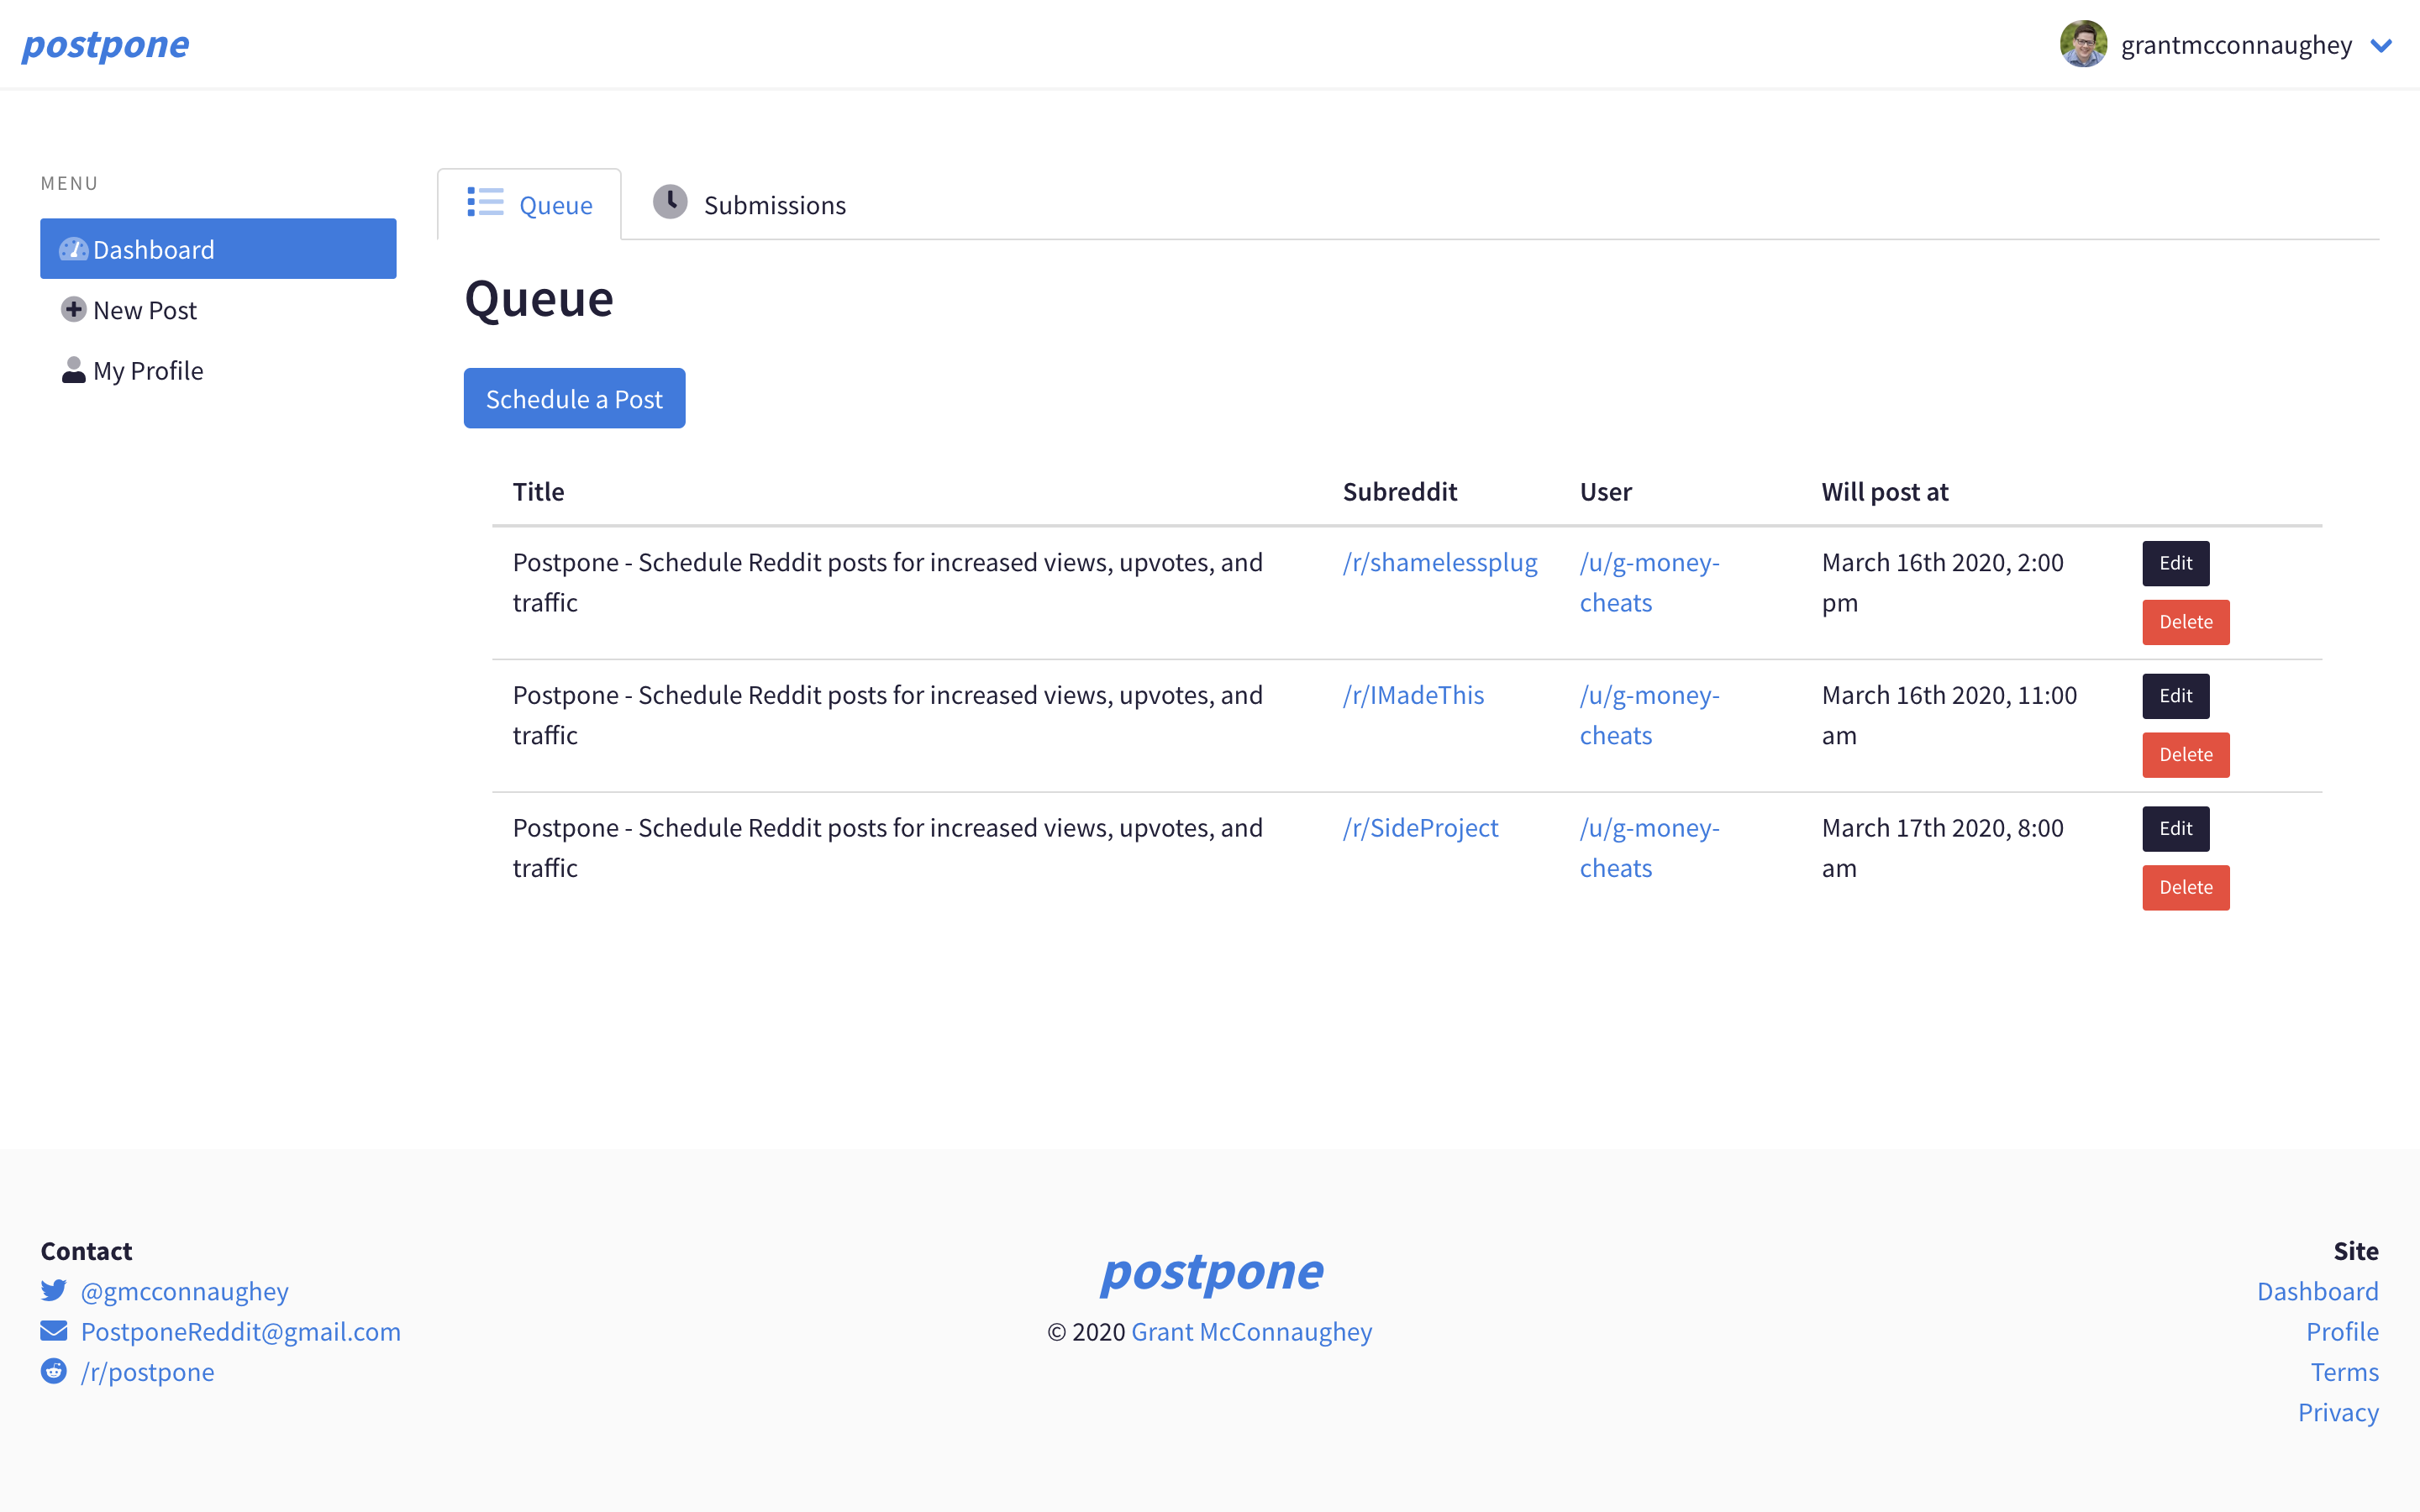 postpone
grantmcconnaughey
MENU
Dashboard
New Post
My Profile
Queue
Submissions
Queue
Schedule a Post
Title Subreddit User Will post at
Postpone - Schedule Reddit posts for increased views, upvotes, and /r/shamelessplug /u/g-money- March 16th 2020, 2:00 Edit
traffic cheats pm
Delete
Postpone - Schedule Reddit posts for increased views, upvotes, and /r/IMadeThis /u/g-money- March 16th 2020, 11:00 Edit
traffic cheats am
Delete
Postpone - Schedule Reddit posts for increased views, upvotes, and /r/SideProject /u/g-money- March 17th 2020, 8:00 Edit
traffic cheats am
Delete
Contact
@gmcconnaughey
PostponeReddit@gmail.com
/r/postpone
postpone
© 2020 Grant McConnaughey
Site
Dashboard
Profile
Terms
Privacy